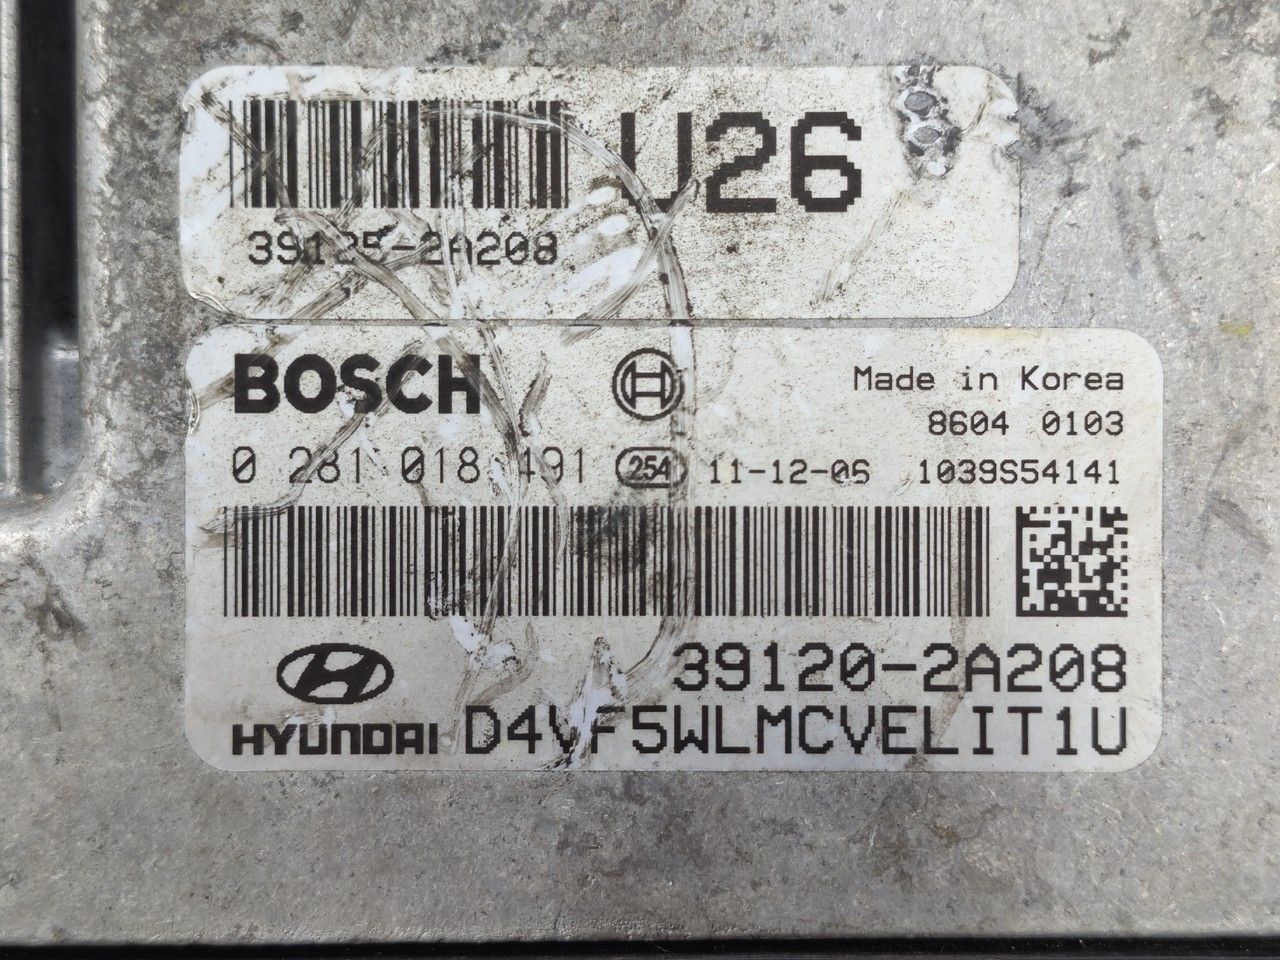 U26
39125-2A208
BOSCH
Made in Korea
8604 0103
0 281 018 491 254 11-12-06 1039S54141
39120-2A208
HYUNDAI D4VF5WLMCVELIT1U